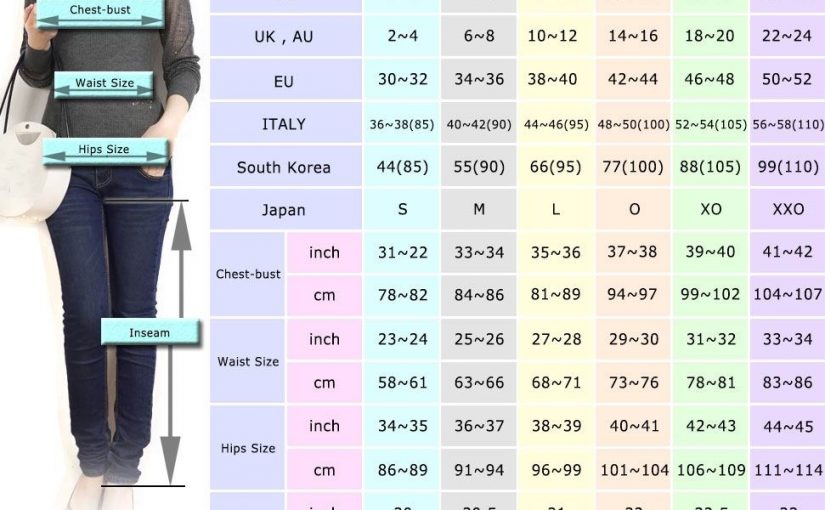 Chest-bust
Waist Size
Hips Size
Inseam
UK , AU 2~4 6~8 10~12 14~16 18~20 22~24
EU 30~32 34~36 38~40 42~44 46~48 50~52
ITALY 36~38(85) 40~42(90) 44~46(95) 48~50(100) 52~54(105) 56~58(110)
South Korea 44(85) 55(90) 66(95) 77(100) 88(105) 99(110)
Japan S M L O XO XXO
Chest-bust inch 31~22 33~34 35~36 37~38 39~40 41~42
cm 78~82 84~86 81~89 94~97 99~102 104~107
Waist Size inch 23~24 25~26 27~28 29~30 31~32 33~34
cm 58~61 63~66 68~71 73~76 78~81 83~86
Hips Size inch 34~35 36~37 38~39 40~41 42~43 44~45
cm 86~89 91~94 96~99 101~104 106~109 111~114